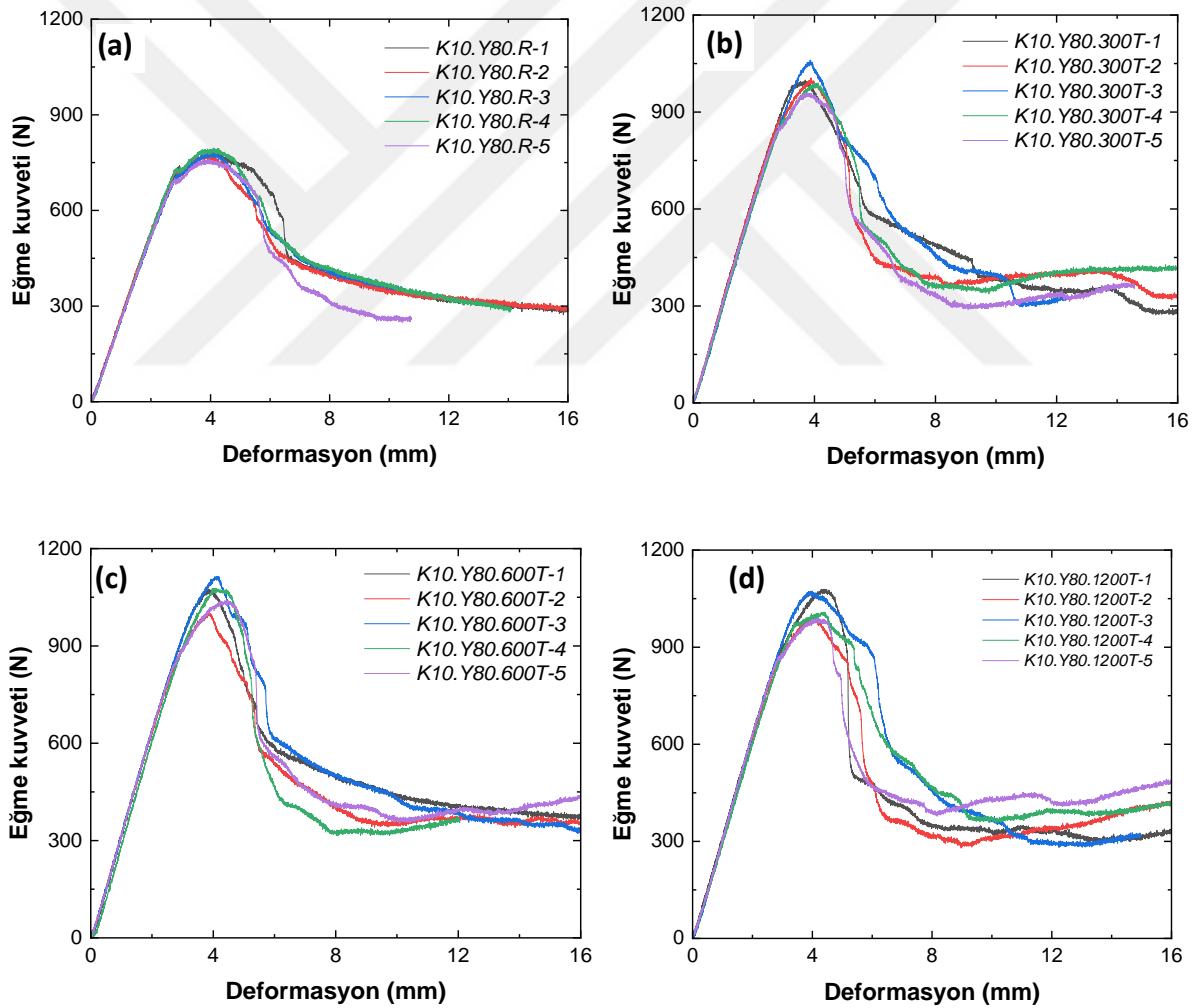 (a)
1200
900
600
300
0
Eğme kuvveti (N)
K10.Y80.R-1
K10.Y80.R-2
K10.Y80.R-3
K10.Y80.R-4
K10.Y80.R-5
0 4 8 12 16
Deformasyon (mm)
(b)
1200
900
600
300
0
Eğme kuvveti (N)
K10.Y80.300T-1
K10.Y80.300T-2
K10.Y80.300T-3
K10.Y80.300T-4
K10.Y80.300T-5
0 4 8 12 16
Deformasyon (mm)
(c)
1200
900
600
300
0
Eğme kuvveti (N)
K10.Y80.600T-1
K10.Y80.600T-2
K10.Y80.600T-3
K10.Y80.600T-4
K10.Y80.600T-5
0 4 8 12 16
Deformasyon (mm)
(d)
1200
900
600
300
0
Eğme kuvveti (N)
K10.Y80.1200T-1
K10.Y80.1200T-2
K10.Y80.1200T-3
K10.Y80.1200T-4
K10.Y80.1200T-5
0 4 8 12 16
Deformasyon (mm)